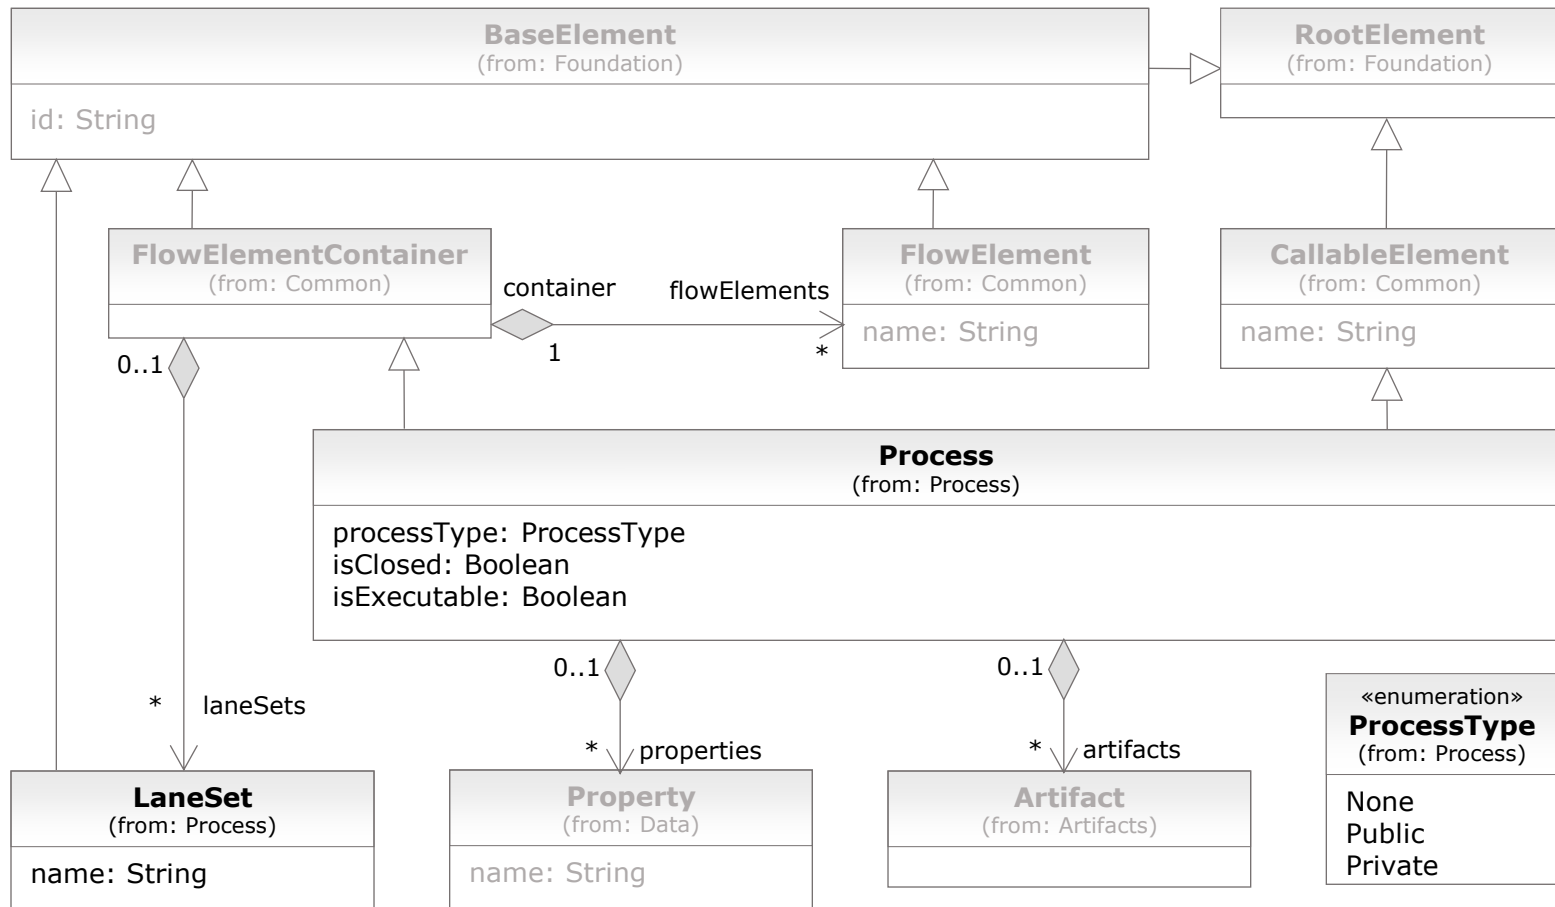 BaseElement
(from: Foundation)
id: String
RootElement
(from: Foundation)
FlowElementContainer
(from: Common)
container
1
flowElements
*
FlowElement
(from: Common)
name: String
CallableElement
(from: Common)
name: String
0..1
*
laneSets
Process
(from: Process)
processType: ProcessType
isClosed: Boolean
isExecutable: Boolean
0..1
*
properties
0..1
*
artifacts
LaneSet
(from: Process)
name: String
Property
(from: Data)
name: String
Artifact
(from: Artifacts)
«enumeration»
ProcessType
(from: Process)
None
Public
Private